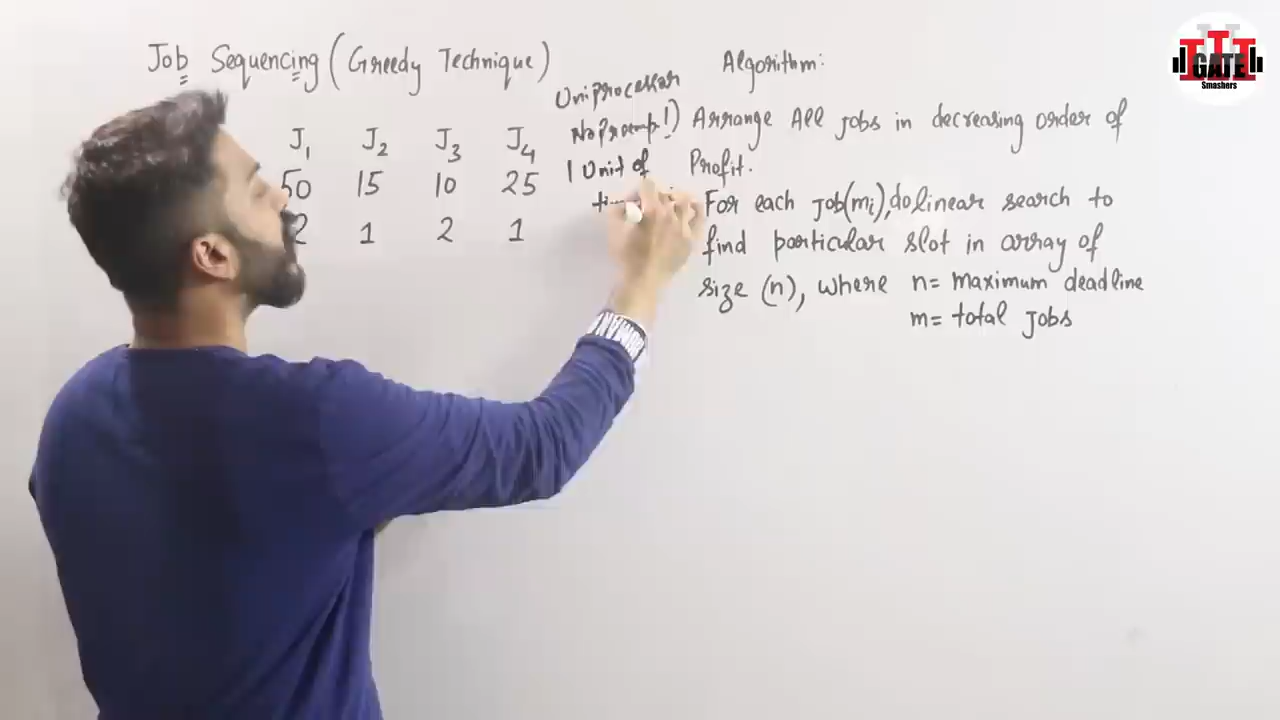 Job Sequencing (Greedy Technique)
J1 J2 J3 J4
50 15 10 25
2 1 2 1
Uniprocessor
No Preemp.
1 Unit of
Algorithm:
1) Arrange All jobs in decreasing order of
Profit.
For each job(mi), do linear search to
find particular slot in array of
size (n), where n= maximum deadline
m= total jobs
GATE
Smashers